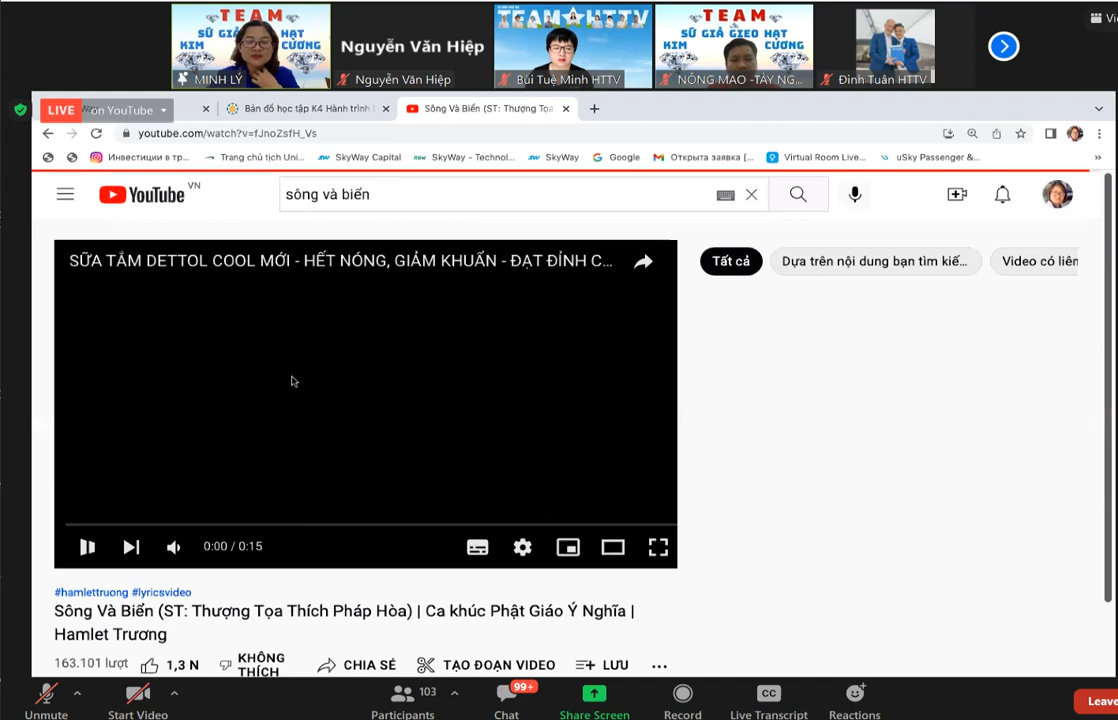 TEAM
SỨ GIẢ GIEO HẠT
KIM CƯƠNG
MINH LÝ
Nguyễn Văn Hiệp
Nguyễn Văn Hiệp
TEAM HTTV
Bùi Tuệ Minh HTTV
TEAM
SỨ GIẢ GIEO HẠT
KIM CƯƠNG
NÔNG MAO -TÂY NG...
Đinh Tuân HTTV
LIVE on YouTube
Bản đồ học tập K4 Hành trình
Sông Và Biển (ST: Thượng Tọa
youtube.com/watch?v=fJnoZsfH_Vs
Инвестиции в тр...
Trang chủ tịch Uni...
SkyWay Capital
SkyWay - Technol...
SkyWay
Google
Открыта заявка [...
Virtual Room Live...
uSky Passenger &...
YouTube VN
sông và biển
SỮA TẮM DETTOL COOL MỚI - HẾT NÓNG, GIẢM KHUẨN - ĐẠT ĐỈNH C...
Tất cả
Dựa trên nội dung bạn tìm kiế...
Video có liên
0:00 / 0:15
#hamlettruong #lyricsvideo
Sông Và Biển (ST: Thượng Tọa Thích Pháp Hòa) | Ca khúc Phật Giáo Ý Nghĩa |
Hamlet Trương
163.101 lượt
1,3 N
KHÔNG THÍCH
CHIA SẺ
TẠO ĐOẠN VIDEO
LƯU
Unmute
Start Video
103
Participants
99+
Chat
Share Screen
Record
CC
Live Transcript
Reactions
Leave